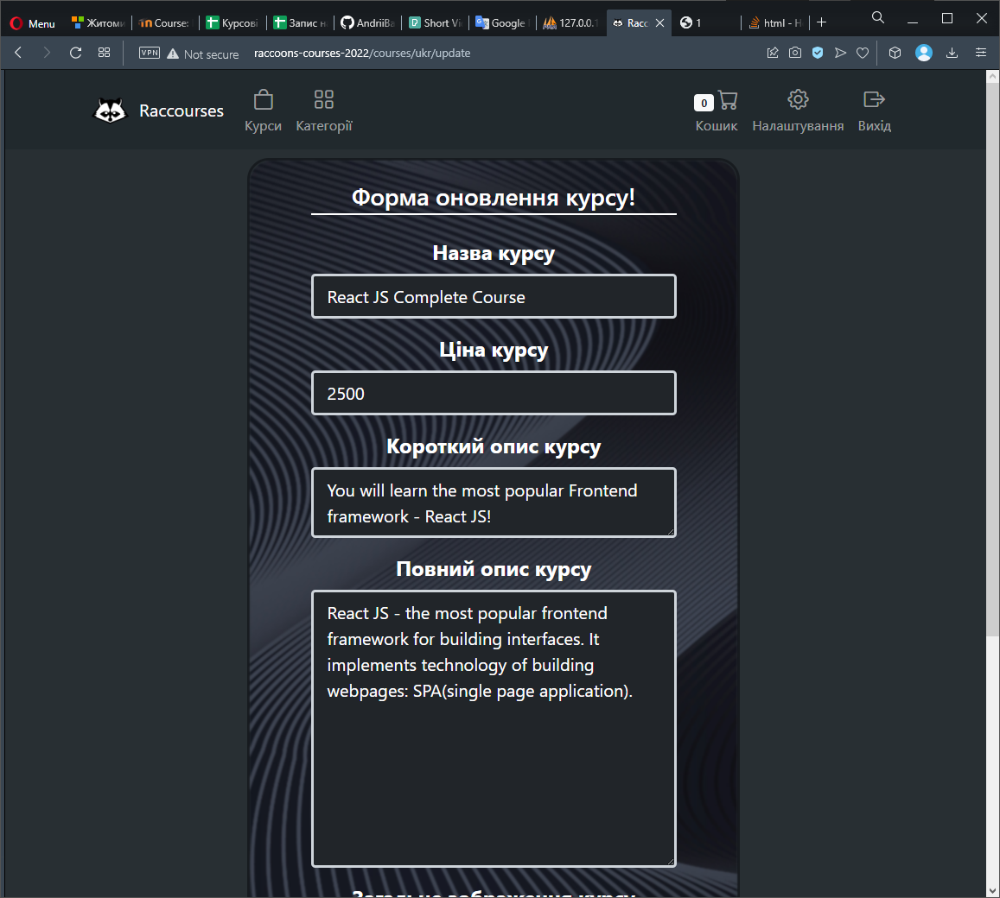 Menu
Житоми
Course:
Курсові
Запис н
AndriiBa
Short Vi
Google
127.0.0.1
Racc
1
html - H
VPN
Not secure
raccoons-courses-2022/courses/ukr/update
Raccourses
Курси
Категорії
0
Кошик
Налаштування
Вихід
Форма оновлення курсу!
Назва курсу
React JS Complete Course
Ціна курсу
2500
Короткий опис курсу
You will learn the most popular Frontend
framework - React JS!
Повний опис курсу
React JS - the most popular frontend
framework for building interfaces. It
implements technology of building
webpages: SPA(single page application).
Загальне зображення курсу